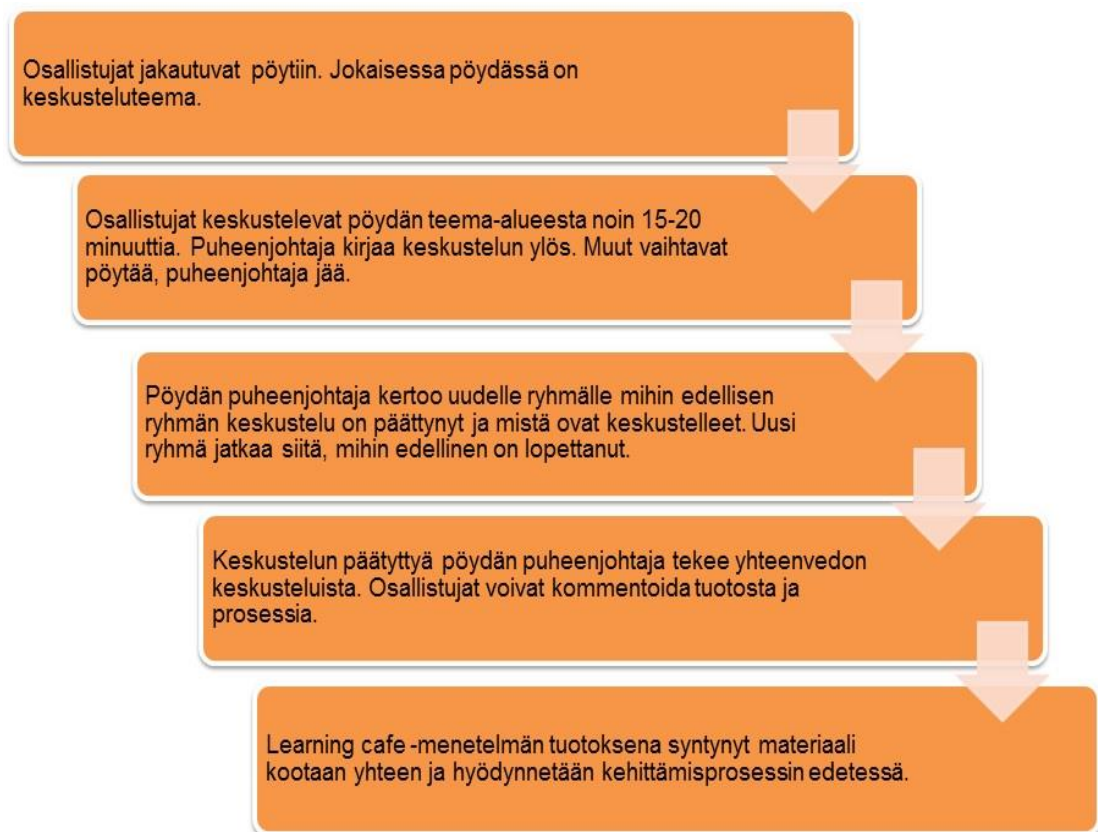 Osallistujat jakautuvat pöytiin. Jokaisessa pöydässä on
keskusteluteema.
Osallistujat keskustelevat pöydän teema-alueesta noin 15-20
minuuttia. Puheenjohtaja kirjaa keskustelun ylös. Muut vaihtavat
pöytää, puheenjohtaja jää.
Pöydän puheenjohtaja kertoo uudelle ryhmälle mihin edellisen
ryhmän keskustelu on päättynyt ja mistä ovat keskustelleet. Uusi
ryhmä jatkaa siitä, mihin edellinen on lopettanut.
Keskustelun päätyttyä pöydän puheenjohtaja tekee yhteenvedon
keskusteluista. Osallistujat voivat kommentoida tuotosta ja
prosessia.
Learning cafe -menetelmän tuotoksena syntynyt materiaali
kootaan yhteen ja hyödynnetään kehittämisprosessin edetessä.